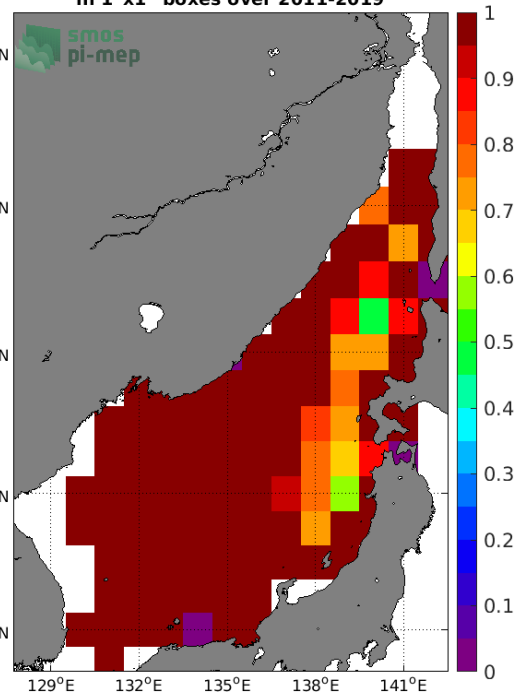 in 1°x1° boxes over 2011-2019
smos
pi-mep
N
N
N
N
N
129°E 132°E 135°E 138°E 141°E
1
0.9
0.8
0.7
0.6
0.5
0.4
0.3
0.2
0.1
0